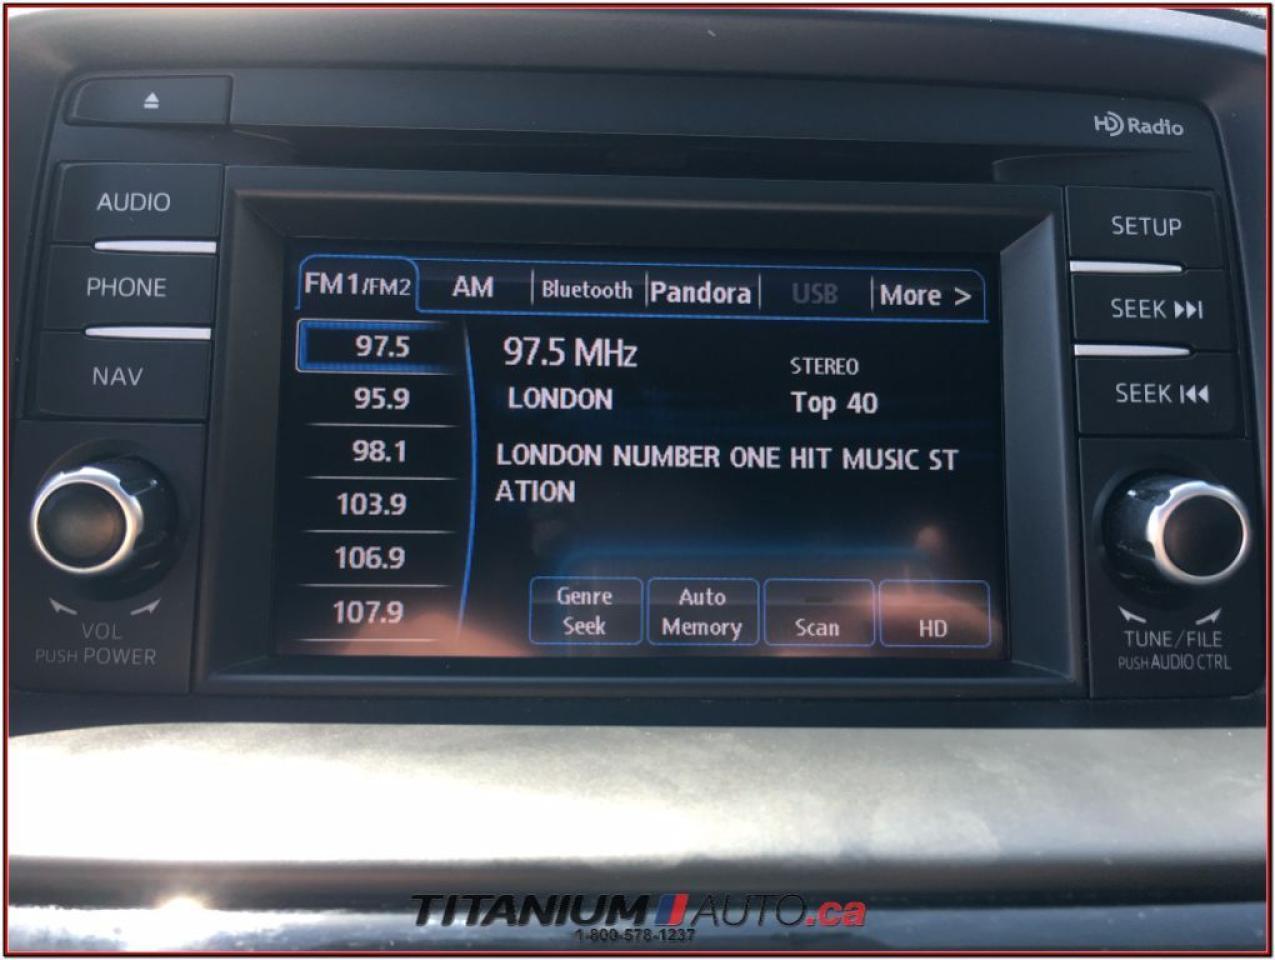 HD Radio
AUDIO
PHONE
NAV
SETUP
SEEK
SEEK
FM1/FM2 AM Bluetooth Pandora USB More >
97.5
95.9
98.1
103.9
106.9
107.9
97.5 MHz
STEREO
LONDON
Top 40
LONDON NUMBER ONE HIT MUSIC ST
ATION
Genre Seek
Auto Memory
Scan
HD
VOL
PUSH POWER
TUNE/FILE
PUSH AUDIO CTRL
TITANIUM AUTO.ca
1-800-578-1237